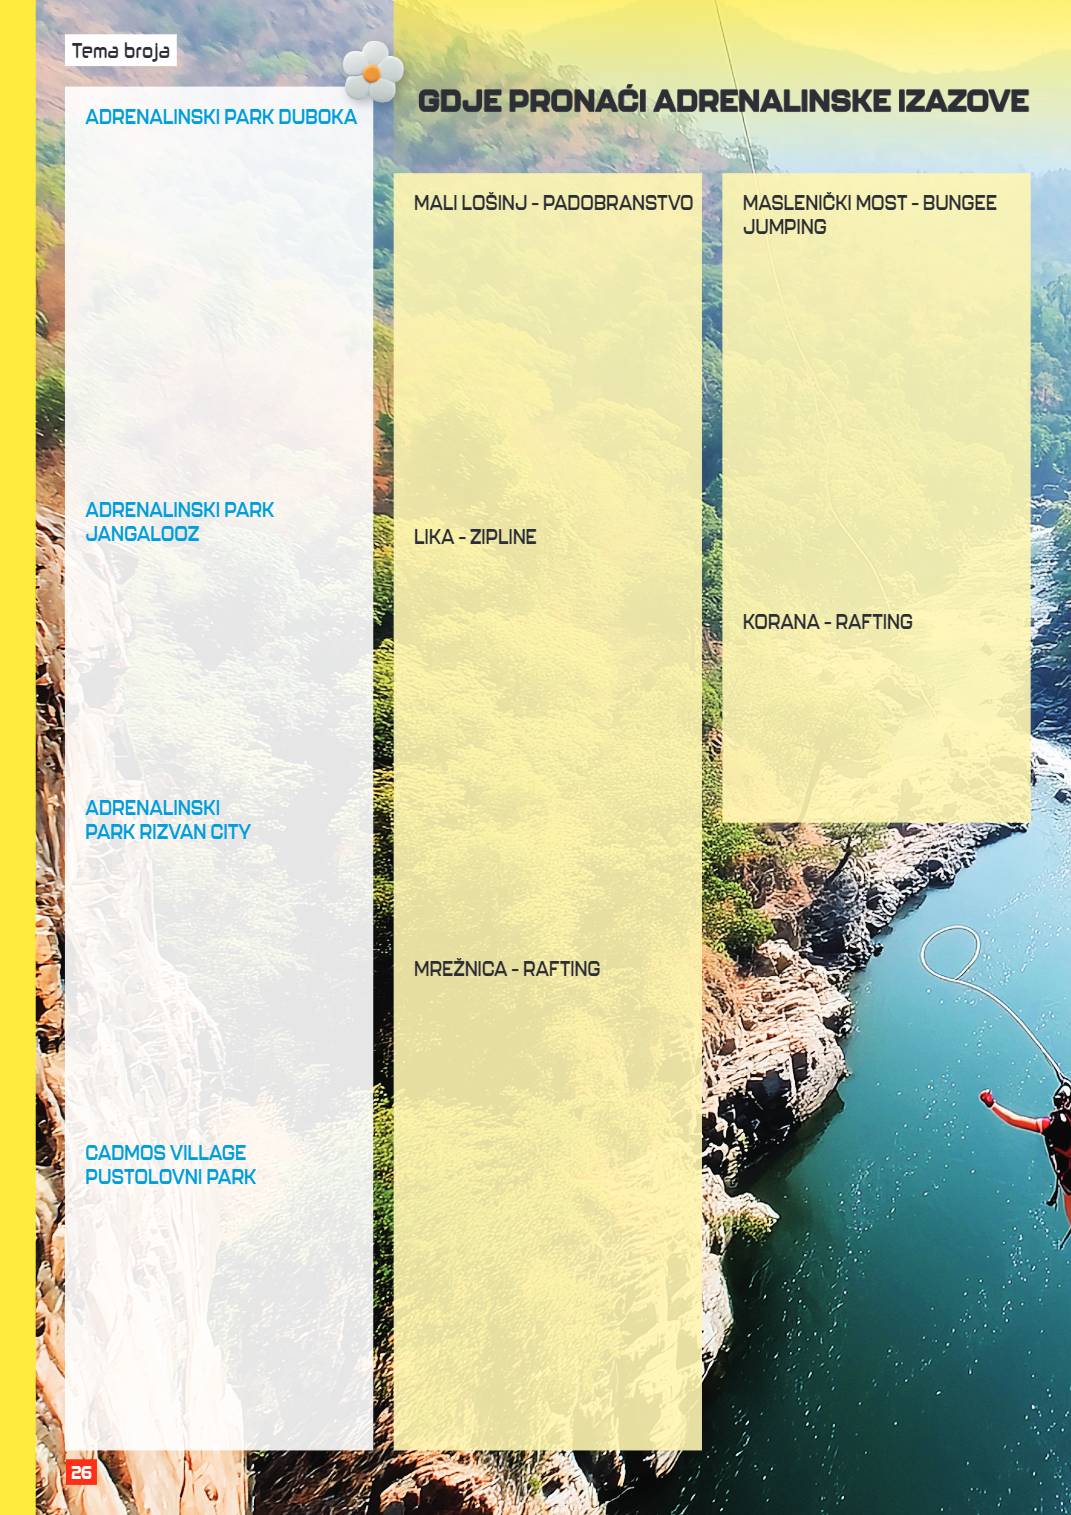 Tema broja
ADRENALINSKI PARK DUBOKA
ADRENALINSKI PARK
JANGALOOZ
ADRENALINSKI
PARK RIZVAN CITY
CADMOS VILLAGE
PUSTOLOVNI PARK
GDJE PRONAĆI ADRENALINSKE IZAZOVE
MALI LOŠINJ - PADOBRANSTVO
LIKA - ZIPLINE
MREŽNICA - RAFTING
MASLENIČKI MOST - BUNGEE
JUMPING
KORANA - RAFTING
26